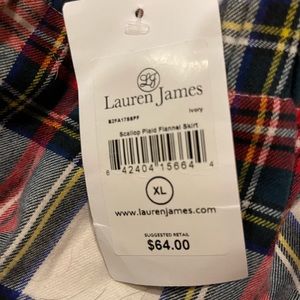 LJ
Lauren James
Ivory
Scallop Plaid Flannel Skirt
6 42404 15664 4
XL
www.laurenjames.com
SUGGESTED RETAIL
$64.00